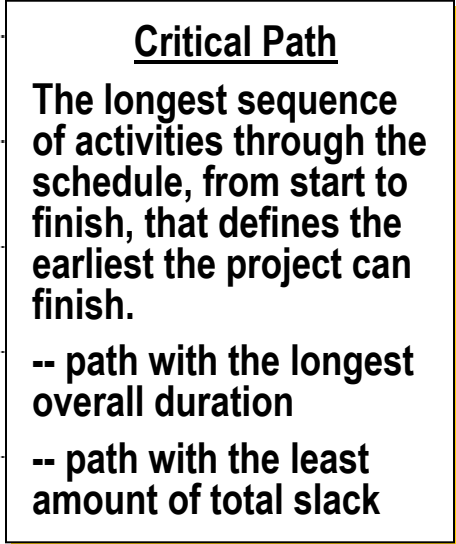 Critical Path
The longest sequence
of activities through the
schedule, from start to
finish, that defines the
earliest the project can
finish.
-- path with the longest
overall duration
-- path with the least
amount of total slack